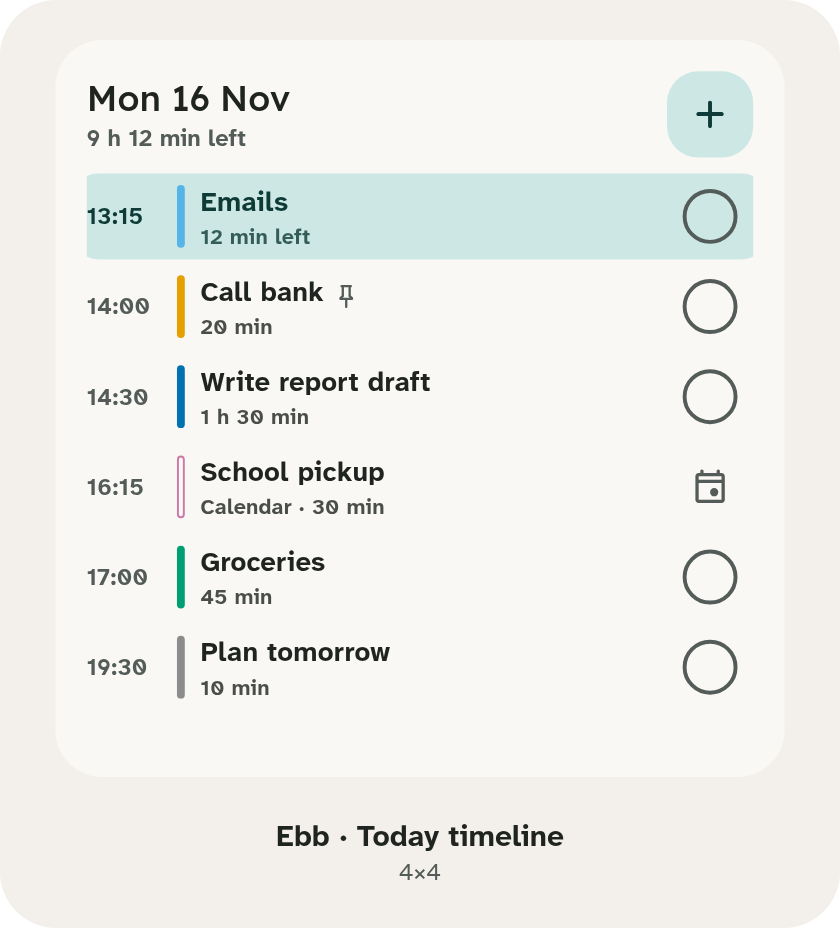 Mon 16 Nov
9 h 12 min left
13:15
Emails
12 min left
14:00
Call bank
20 min
14:30
Write report draft
1 h 30 min
16:15
School pickup
Calendar · 30 min
17:00
Groceries
45 min
19:30
Plan tomorrow
10 min
Ebb · Today timeline
4×4